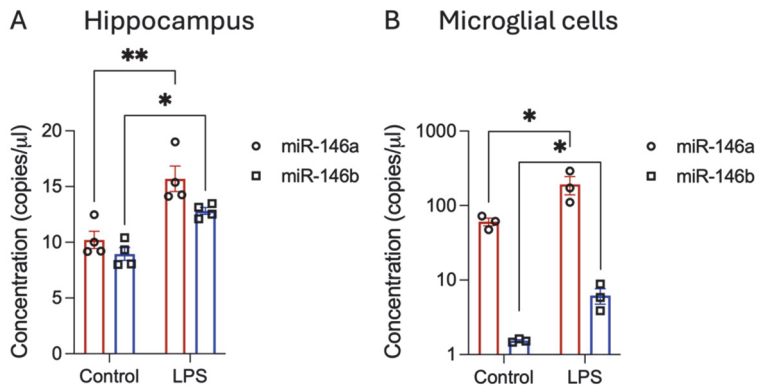 A Hippocampus
**
*
Concentration (copies/μl)
20
15
10
5
0
Control LPS
miR-146a
miR-146b
B Microglial cells
*
*
Concentration (copies/μl)
1000
100
10
1
Control LPS
miR-146a
miR-146b